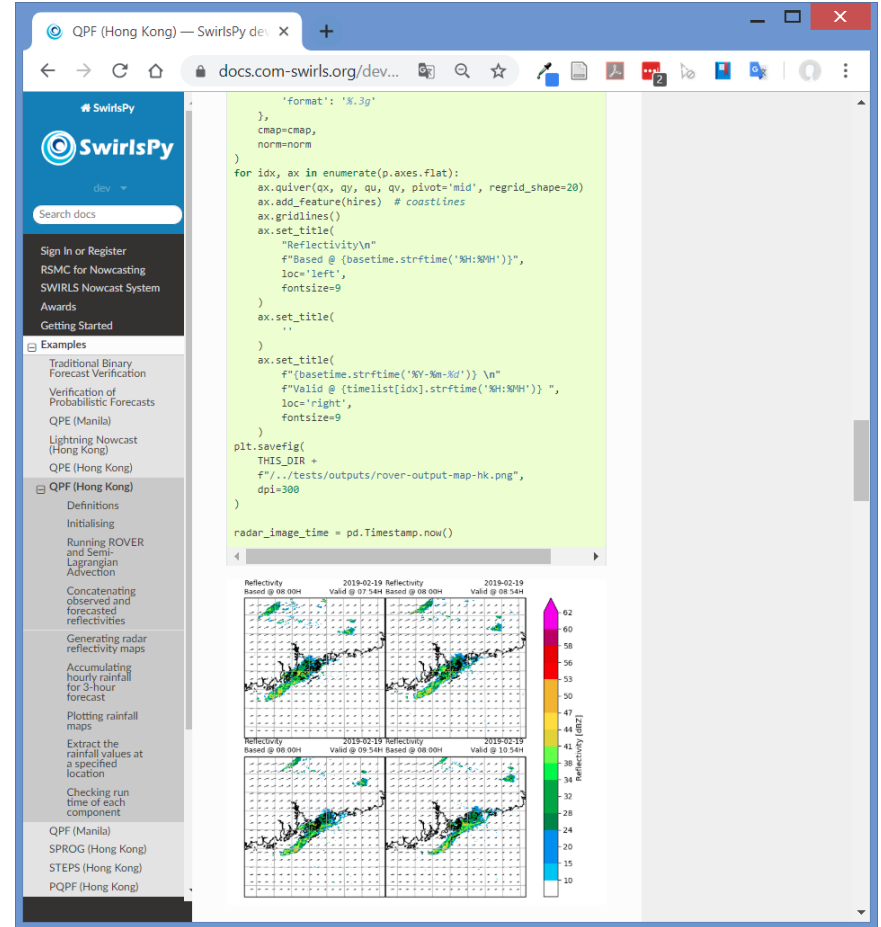 QPF (Hong Kong) — SwirlsPy dev
docs.com-swirls.org/dev...
2
SwirlsPy
SwirlsPy
dev
Search docs
Sign In or Register
RSMC for Nowcasting
SWIRLS Nowcast System
Awards
Getting Started
Examples
Traditional Binary
Forecast Verification
Verification of
Probabilistic Forecasts
QPE (Manila)
Lightning Nowcast
(Hong Kong)
QPE (Hong Kong)
QPF (Hong Kong)
Definitions
Initialising
Running ROVER
and Semi-
Lagrangian
Advection
Concatenating
observed and
forecasted
reflectivities
Generating radar
reflectivity maps
Accumulating
hourly rainfall
for 3-hour
forecast
Plotting rainfall
maps
Extract the
rainfall values at
a specified
location
Checking run
time of each
component
QPF (Manila)
SPROG (Hong Kong)
STEPS (Hong Kong)
PQPF (Hong Kong)
'format': '%.3g'
},
cmap=cmap,
norm=norm
)
for idx, ax in enumerate(p.axes.flat):
ax.quiver(qx, qy, qu, qv, pivot='mid', regrid_shape=20)
ax.add_feature(hires)  # coastlines
ax.gridlines()
ax.set_title(
"Reflectivity\n"
f"Based @ {basetime.strftime('%H:%MH')}",
loc='left',
fontsize=9
)
ax.set_title(
''
)
ax.set_title(
f"{basetime.strftime('%Y-%m-%d')} \n"
f"Valid @ {timelist[idx].strftime('%H:%MH')} ",
loc='right',
fontsize=9
)
plt.savefig(
THIS_DIR +
f"/../tests/outputs/rover-output-map-hk.png",
dpi=300
)
radar_image_time = pd.Timestamp.now()
Reflectivity 2019-02-19 Reflectivity 2019-02-19
Based @ 08:00H Valid @ 07:54H Based @ 08:00H Valid @ 08:54H
Reflectivity 2019-02-19 Reflectivity 2019-02-19
Based @ 08:00H Valid @ 09:54H Based @ 08:00H Valid @ 10:54H
62
60
58
56
53
50
47
44
41
38
34
32
28
24
20
15
10
Reflectivity [dBZ]